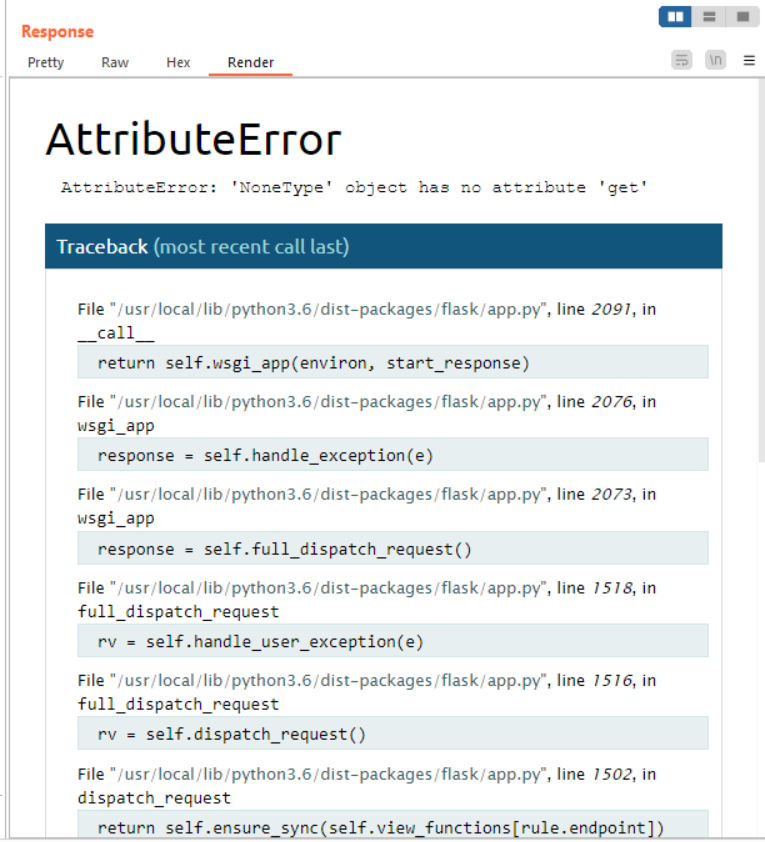 Response
Pretty Raw Hex Render
\n
AttributeError
AttributeError: 'NoneType' object has no attribute 'get'
Traceback (most recent call last)
File "/usr/local/lib/python3.6/dist-packages/flask/app.py", line 2091, in
__call__
return self.wsgi_app(environ, start_response)
File "/usr/local/lib/python3.6/dist-packages/flask/app.py", line 2076, in
wsgi_app
response = self.handle_exception(e)
File "/usr/local/lib/python3.6/dist-packages/flask/app.py", line 2073, in
wsgi_app
response = self.full_dispatch_request()
File "/usr/local/lib/python3.6/dist-packages/flask/app.py", line 1518, in
full_dispatch_request
rv = self.handle_user_exception(e)
File "/usr/local/lib/python3.6/dist-packages/flask/app.py", line 1516, in
full_dispatch_request
rv = self.dispatch_request()
File "/usr/local/lib/python3.6/dist-packages/flask/app.py", line 1502, in
dispatch_request
return self.ensure_sync(self.view_functions[rule.endpoint])